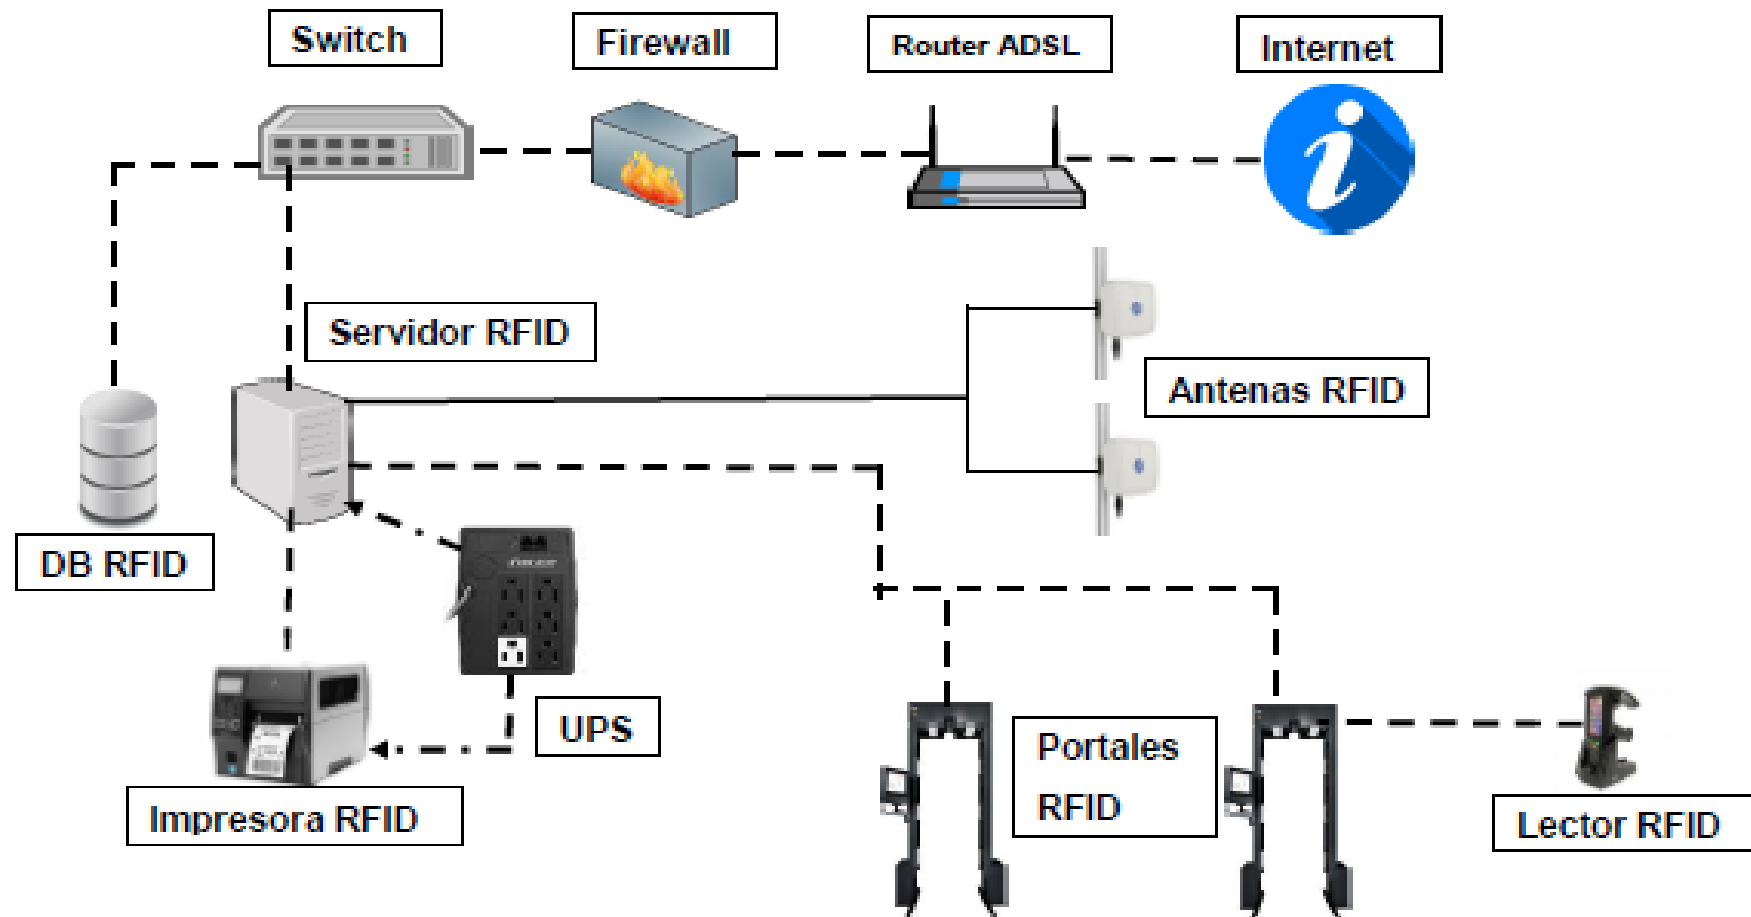 Switch
Firewall
Router ADSL
Internet
Servidor RFID
Antenas RFID
DB RFID
UPS
Portales
RFID
Impresora RFID
Lector RFID